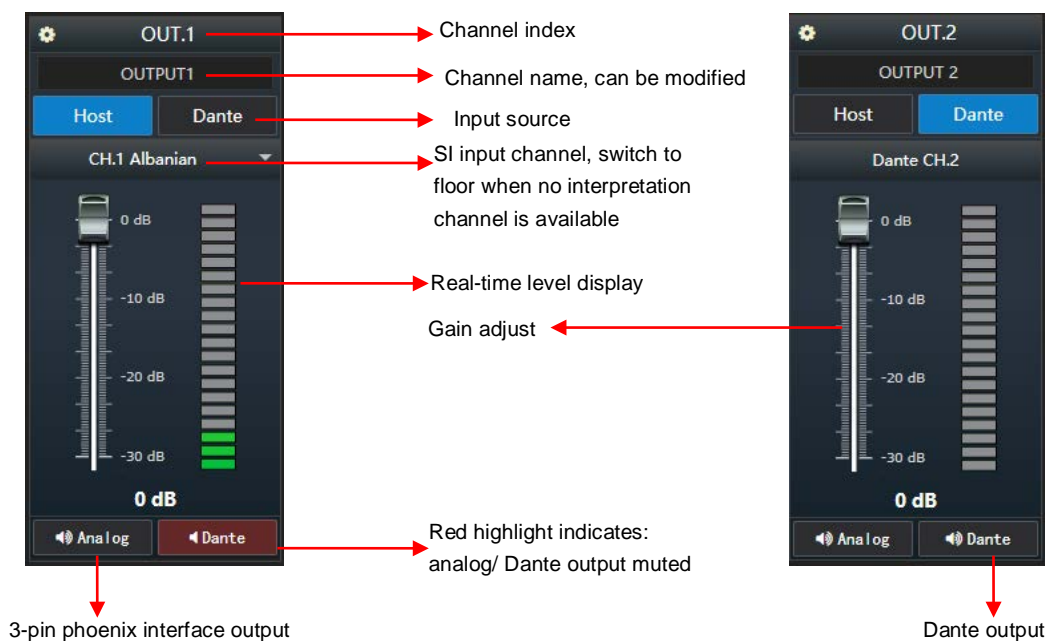 OUT.1
OUTPUT1
Host Dante
CH.1 Albanian
0 dB
-10 dB
-20 dB
-30 dB
0 dB
Analog Dante
3-pin phoenix interface output
Channel index
Channel name, can be modified
Input source
SI input channel, switch to
floor when no interpretation
channel is available
Real-time level display
Gain adjust
Red highlight indicates:
analog/ Dante output muted
OUT.2
OUTPUT 2
Host Dante
Dante CH.2
0 dB
-10 dB
-20 dB
-30 dB
0 dB
Analog Dante
Dante output